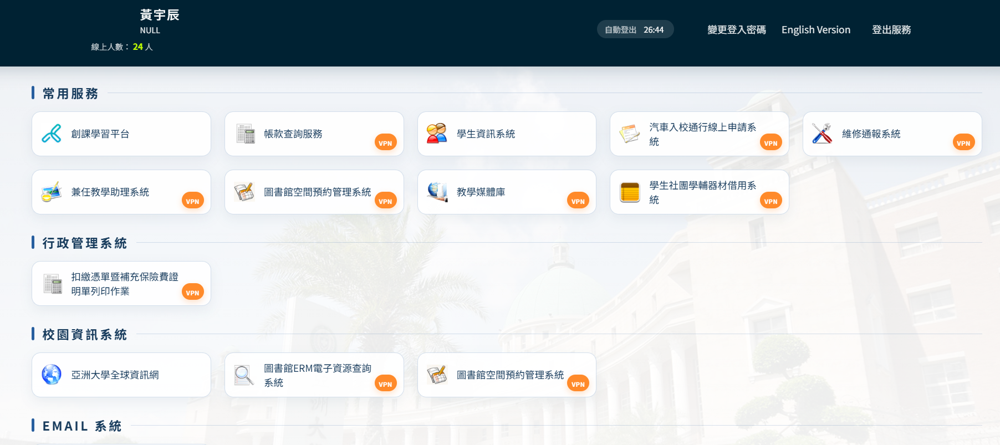 黃宇辰
NULL
線上人數： 24 人
自動登出 26:44
變更登入密碼
English Version
登出服務
常用服務
創課學習平台
帳款查詢服務
VPN
學生資訊系統
汽車入校通行線上申請系
統
VPN
維修通報系統
VPN
兼任教學助理系統
VPN
圖書館空間預約管理系統
VPN
教學媒體庫
VPN
學生社團學輔器材借用系
統
VPN
行政管理系統
扣繳憑單暨補充保險費證
明單列印作業
VPN
校園資訊系統
亞洲大學全球資訊網
圖書館ERM電子資源查詢
系統
VPN
圖書館空間預約管理系統
VPN
EMAIL 系統